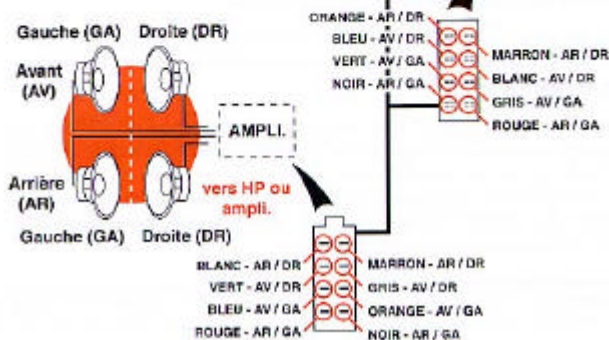 Gauche (GA) Droite (DR)
Avant
(AV)
Arrière
(AR)
Gauche (GA) Droite (DR)
AMPLI.
vers HP ou
ampli.
ORANGE - AR / DR
BLEU - AV / DR
VERT - AV / GA
NOIR - AR / GA
MARRON - AR / DR
BLANC - AV / DR
GRIS - AV / GA
ROUGE - AR / GA
BLANC - AR / DR
VERT - AV / DR
BLEU - AV / GA
ROUGE - AR / GA
MARRON - AR / DR
GRIS - AV / DR
ORANGE - AV / GA
NOIR - AR / GA